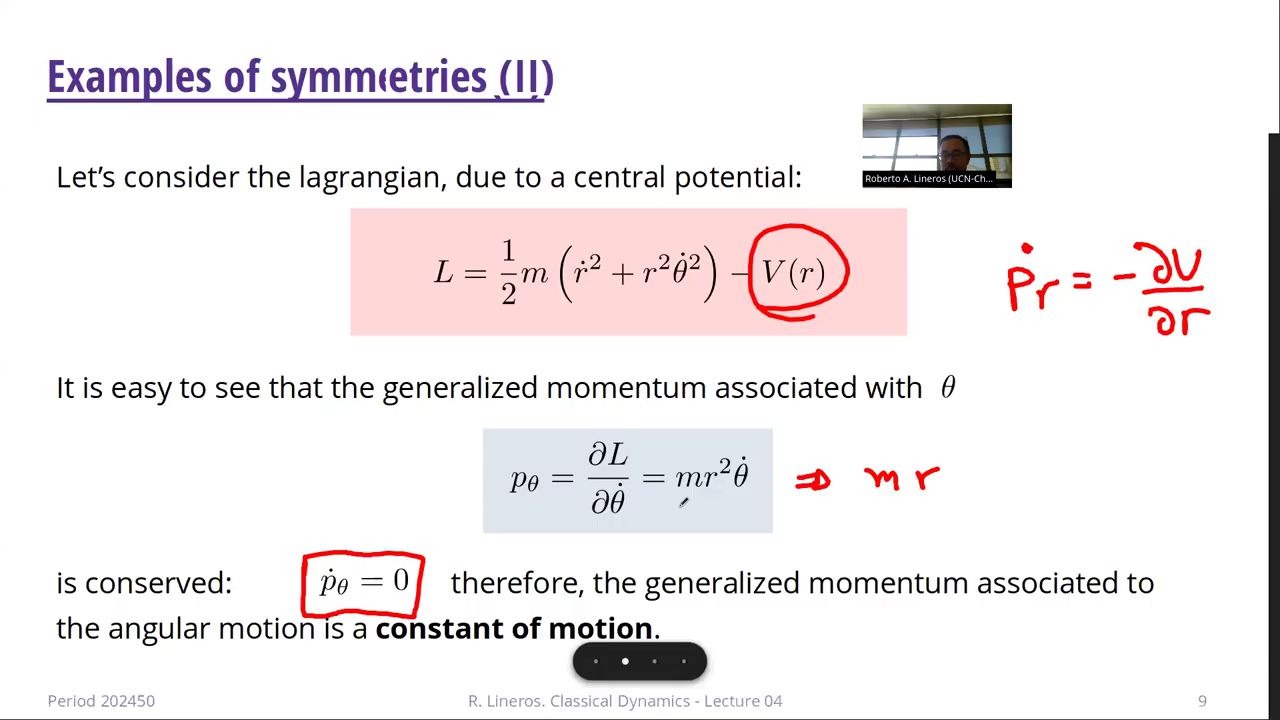 Examples of symmetries (II)
Let's consider the lagrangian, due to a central potential:
Roberto A. Lineros (UCN-Ch...
L = 1/2 m (ṙ² + r²θ̇²) − V(r)
ṗr = − ∂V/∂r
It is easy to see that the generalized momentum associated with θ
pθ = ∂L/∂θ̇ = mr²θ̇ ⇒ m r
is conserved: ṗθ = 0 therefore, the generalized momentum associated to
the angular motion is a constant of motion.
Period 202450 R. Lineros. Classical Dynamics - Lecture 04 9